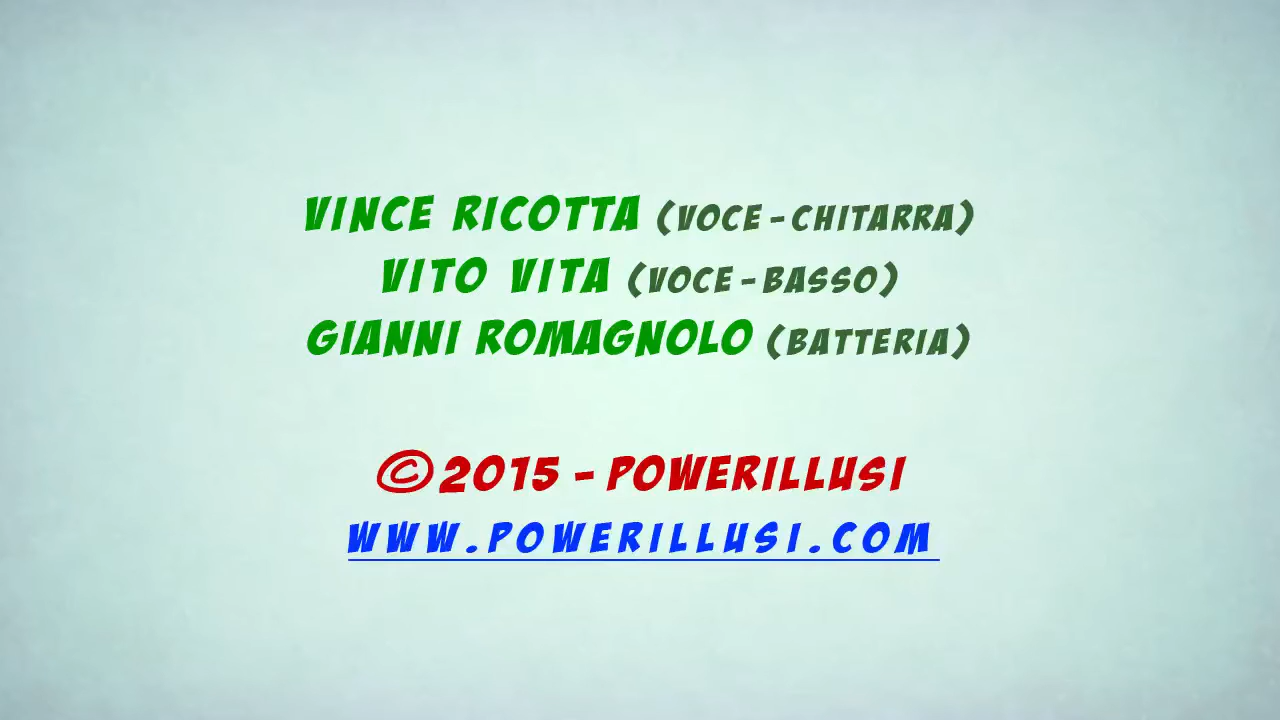 VINCE RICOTTA (VOCE-CHITARRA)
VITO VITA (VOCE-BASSO)
GIANNI ROMAGNOLO (BATTERIA)
©2015 - POWERILLUSI
WWW.POWERILLUSI.COM